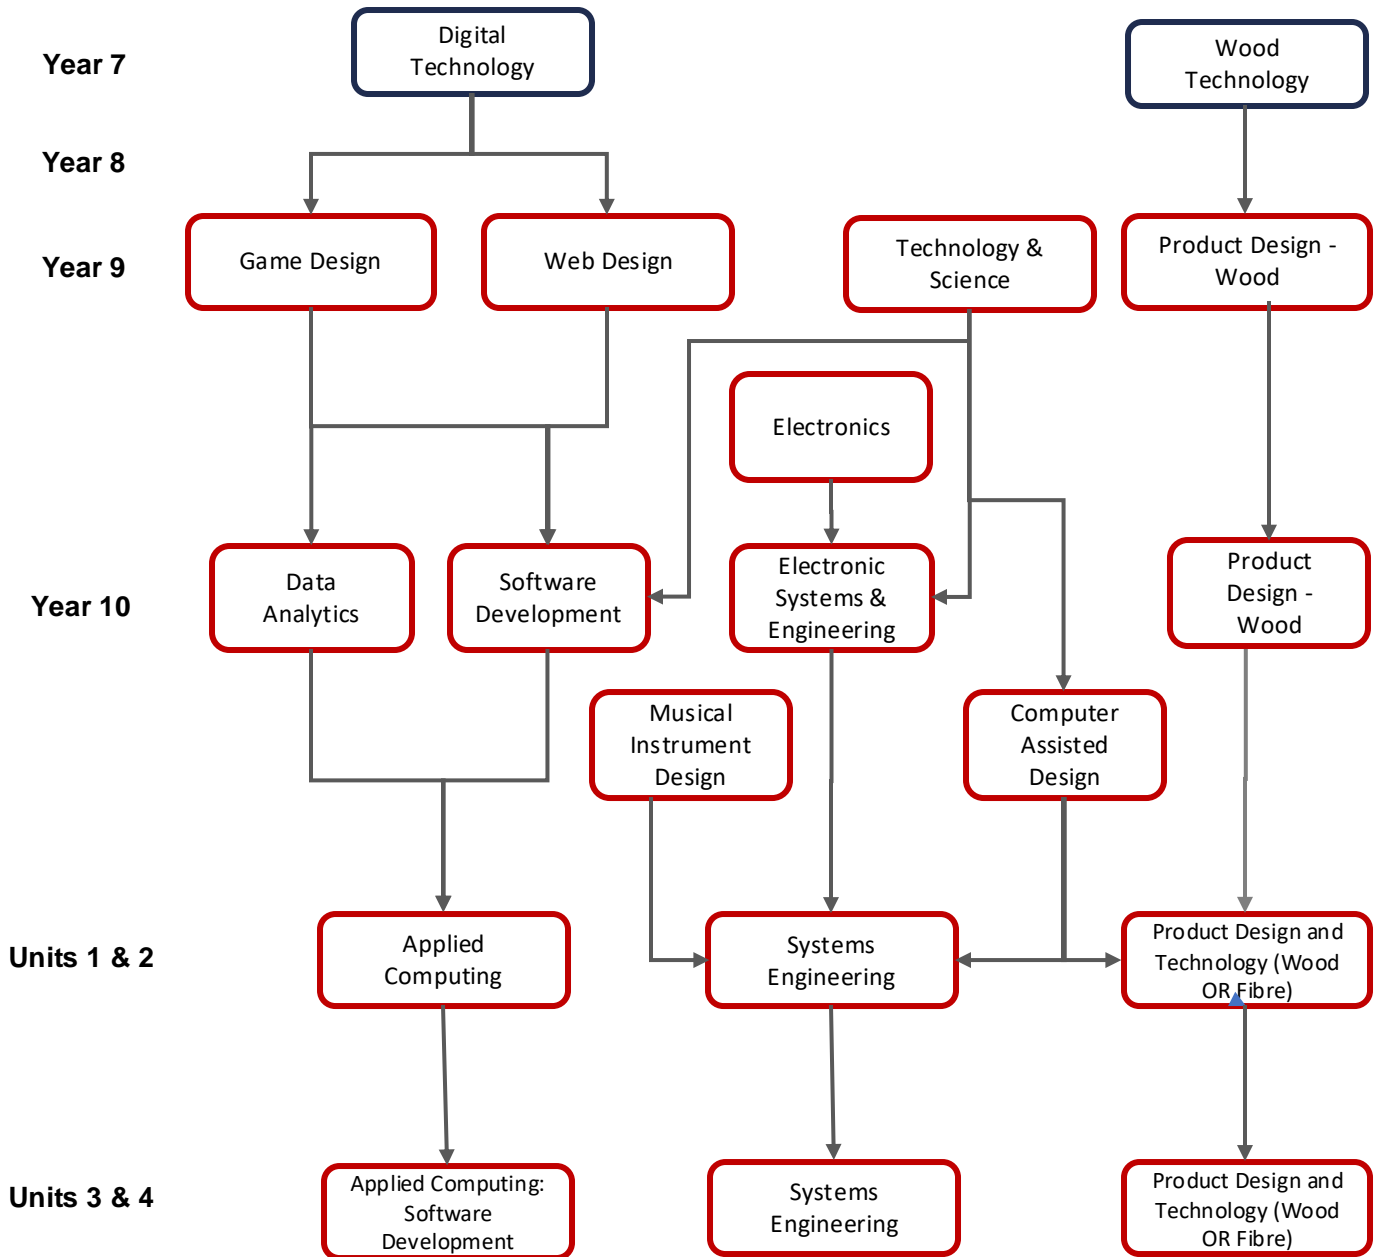 Year 7
Digital
Technology
Wood
Technology
Year 8
Year 9
Game Design
Web Design
Technology &
Science
Product Design -
Wood
Electronics
Year 10
Data
Analytics
Software
Development
Electronic
Systems &
Engineering
Product
Design -
Wood
Musical
Instrument
Design
Computer
Assisted
Design
Units 1 & 2
Applied
Computing
Systems
Engineering
Product Design and
Technology (Wood
OR Fibre)
Units 3 & 4
Applied Computing:
Software
Development
Systems
Engineering
Product Design and
Technology (Wood
OR Fibre)